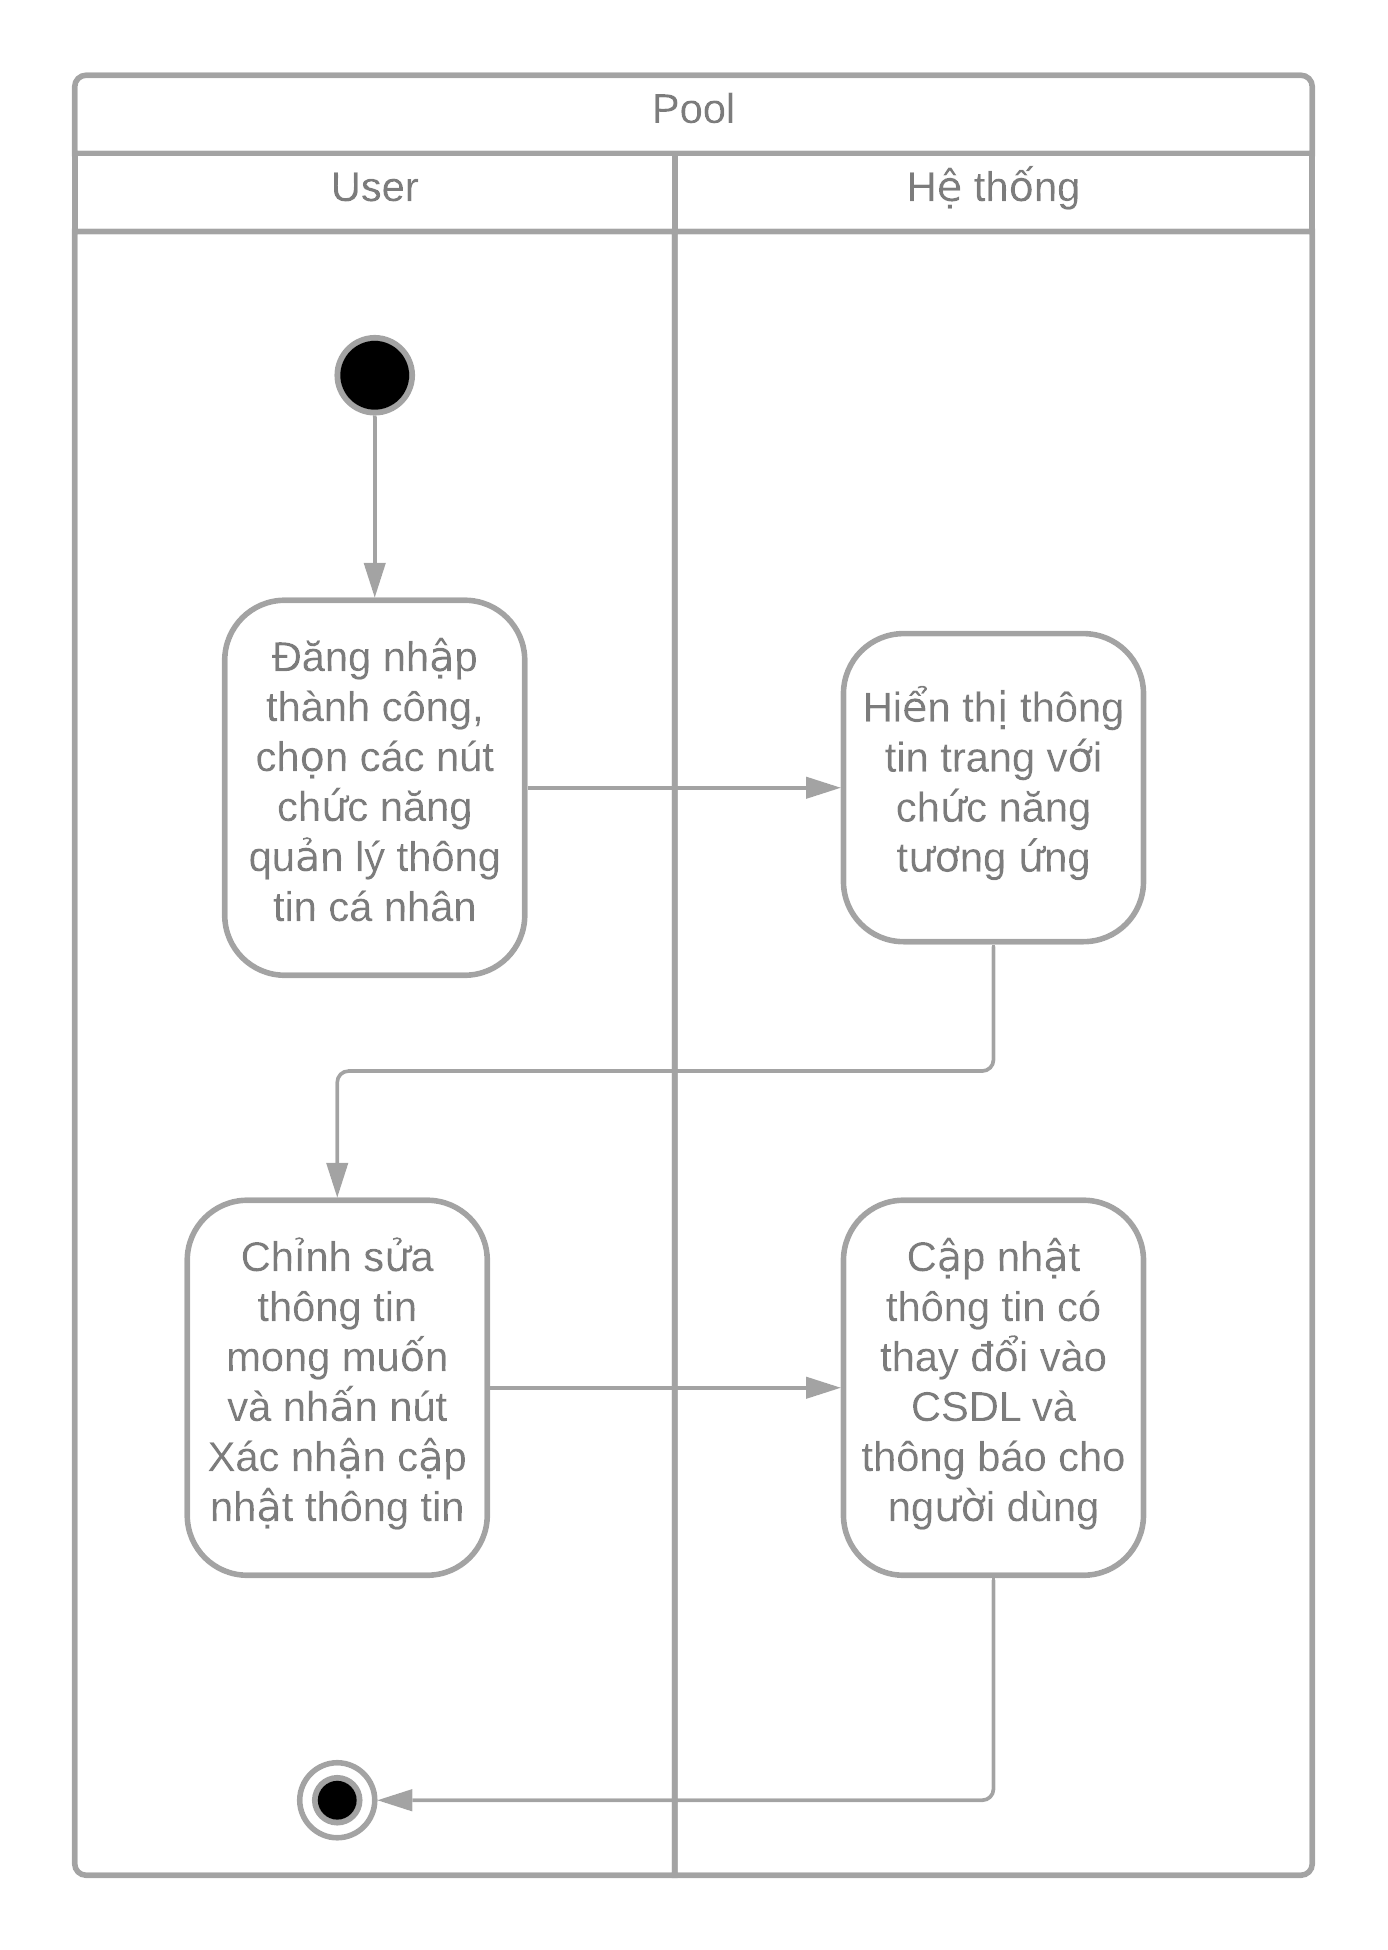 Pool
User
Hệ thống
Đăng nhập
thành công,
chọn các nút
chức năng
quản lý thông
tin cá nhân
Hiển thị thông
tin trang với
chức năng
tương ứng
Chỉnh sửa
thông tin
mong muốn
và nhấn nút
Xác nhận cập
nhật thông tin
Cập nhật
thông tin có
thay đổi vào
CSDL và
thông báo cho
người dùng